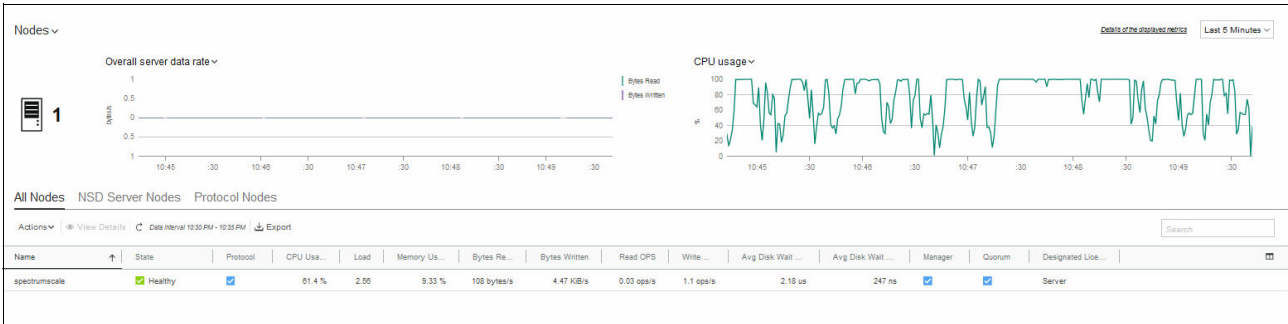 Nodes
Details of the displayed metrics
Last 5 Minutes
Overall server data rate
CPU usage
1
0.5
0
0.5
1
bytes/s
10:45 :30 10:46 :30 10:47 :30 10:48 :30 10:49 :30
Bytes Read
Bytes Written
1
100
80
60
40
20
0
%
10:45 :30 10:46 :30 10:47 :30 10:48 :30 10:49 :30
All Nodes NSD Server Nodes Protocol Nodes
Actions View Details Data Interval 10:30 PM - 10:35 PM Export
Search
Name State Protocol CPU Usa... Load Memory Us... Bytes Re... Bytes Written Read OPS Write ... Avg Disk Wait ... Avg Disk Wait ... Manager Quorum Designated Lice...
spectrumscale Healthy 61.4 % 2.56 9.33 % 108 bytes/s 4.47 KiB/s 0.03 ops/s 1.1 ops/s 2.18 us 247 ns Server